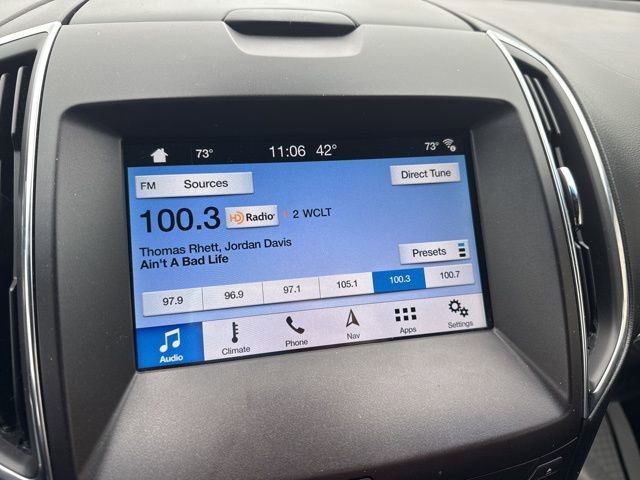 73° 11:06 42° 73°
FM Sources Direct Tune
100.3 HD Radio 1 2 WCLT
Thomas Rhett, Jordan Davis
Ain't A Bad Life
Presets
97.9 96.9 97.1 105.1 100.3 100.7
Audio Climate Phone Nav Apps Settings